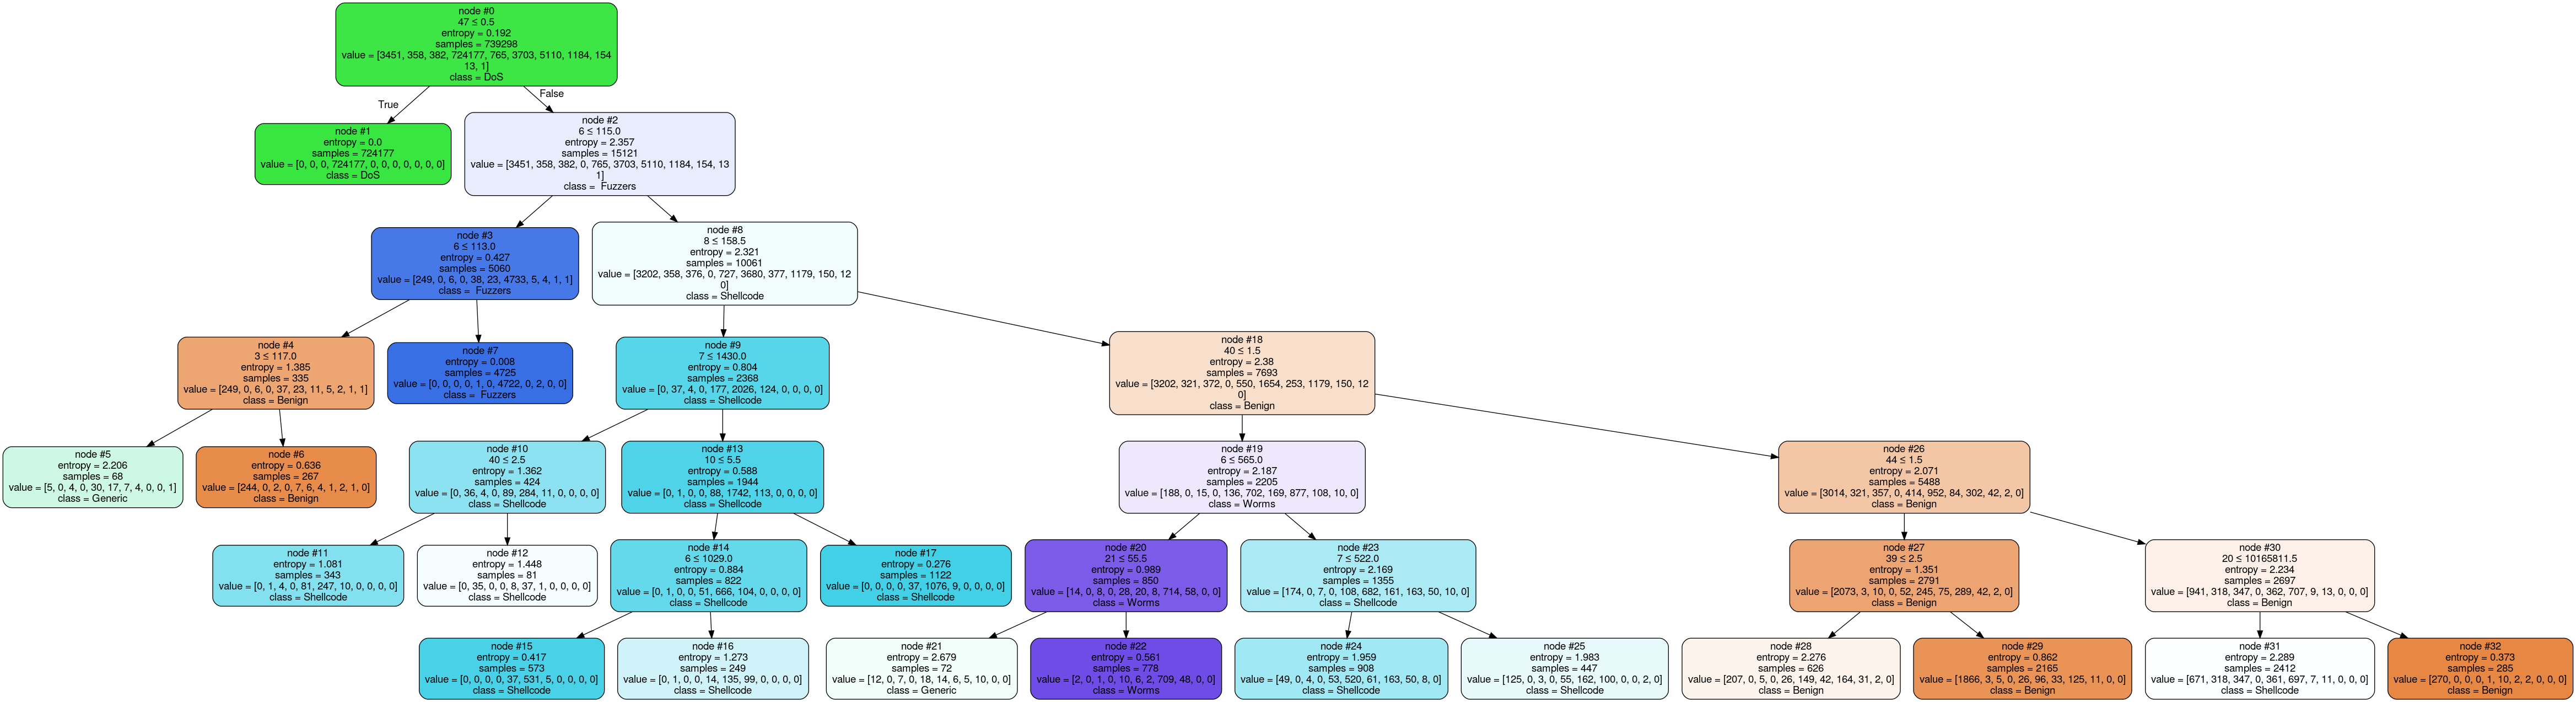 node #0
47 ≤ 0.5
entropy = 0.192
samples = 739298
value = [3451, 358, 382, 724177, 765, 3703, 5110, 1184, 154
13, 1]
class = DoS
True
False
node #1
entropy = 0.0
samples = 724177
value = [0, 0, 0, 724177, 0, 0, 0, 0, 0, 0, 0]
class = DoS
node #2
6 ≤ 115.0
entropy = 2.357
samples = 15121
value = [3451, 358, 382, 0, 765, 3703, 5110, 1184, 154, 13
1]
class =  Fuzzers
node #3
6 ≤ 113.0
entropy = 0.427
samples = 5060
value = [249, 0, 6, 0, 38, 23, 4733, 5, 4, 1, 1]
class =  Fuzzers
node #8
8 ≤ 158.5
entropy = 2.321
samples = 10061
value = [3202, 358, 376, 0, 727, 3680, 377, 1179, 150, 12
0]
class = Shellcode
node #4
3 ≤ 117.0
entropy = 1.385
samples = 335
value = [249, 0, 6, 0, 37, 23, 11, 5, 2, 1, 1]
class = Benign
node #7
entropy = 0.008
samples = 4725
value = [0, 0, 0, 0, 1, 0, 4722, 0, 2, 0, 0]
class =  Fuzzers
node #9
7 ≤ 1430.0
entropy = 0.804
samples = 2368
value = [0, 37, 4, 0, 177, 2026, 124, 0, 0, 0, 0]
class = Shellcode
node #18
40 ≤ 1.5
entropy = 2.38
samples = 7693
value = [3202, 321, 372, 0, 550, 1654, 253, 1179, 150, 12
0]
class = Benign
node #5
entropy = 2.206
samples = 68
value = [5, 0, 4, 0, 30, 17, 7, 4, 0, 0, 1]
class = Generic
node #6
entropy = 0.636
samples = 267
value = [244, 0, 2, 0, 7, 6, 4, 1, 2, 1, 0]
class = Benign
node #10
40 ≤ 2.5
entropy = 1.362
samples = 424
value = [0, 36, 4, 0, 89, 284, 11, 0, 0, 0, 0]
class = Shellcode
node #13
10 ≤ 5.5
entropy = 0.588
samples = 1944
value = [0, 1, 0, 0, 88, 1742, 113, 0, 0, 0, 0]
class = Shellcode
node #19
6 ≤ 565.0
entropy = 2.187
samples = 2205
value = [188, 0, 15, 0, 136, 702, 169, 877, 108, 10, 0]
class = Worms
node #26
44 ≤ 1.5
entropy = 2.071
samples = 5488
value = [3014, 321, 357, 0, 414, 952, 84, 302, 42, 2, 0]
class = Benign
node #11
entropy = 1.081
samples = 343
value = [0, 1, 4, 0, 81, 247, 10, 0, 0, 0, 0]
class = Shellcode
node #12
entropy = 1.448
samples = 81
value = [0, 35, 0, 0, 8, 37, 1, 0, 0, 0, 0]
class = Shellcode
node #14
6 ≤ 1029.0
entropy = 0.884
samples = 822
value = [0, 1, 0, 0, 51, 666, 104, 0, 0, 0, 0]
class = Shellcode
node #17
entropy = 0.276
samples = 1122
value = [0, 0, 0, 0, 37, 1076, 9, 0, 0, 0, 0]
class = Shellcode
node #20
21 ≤ 55.5
entropy = 0.989
samples = 850
value = [14, 0, 8, 0, 28, 20, 8, 714, 58, 0, 0]
class = Worms
node #23
7 ≤ 522.0
entropy = 2.169
samples = 1355
value = [174, 0, 7, 0, 108, 682, 161, 163, 50, 10, 0]
class = Shellcode
node #27
39 ≤ 2.5
entropy = 1.351
samples = 2791
value = [2073, 3, 10, 0, 52, 245, 75, 289, 42, 2, 0]
class = Benign
node #30
20 ≤ 10165811.5
entropy = 2.234
samples = 2697
value = [941, 318, 347, 0, 362, 707, 9, 13, 0, 0, 0]
class = Benign
node #15
entropy = 0.417
samples = 573
value = [0, 0, 0, 0, 37, 531, 5, 0, 0, 0, 0]
class = Shellcode
node #16
entropy = 1.273
samples = 249
value = [0, 1, 0, 0, 14, 135, 99, 0, 0, 0, 0]
class = Shellcode
node #21
entropy = 2.679
samples = 72
value = [12, 0, 7, 0, 18, 14, 6, 5, 10, 0, 0]
class = Generic
node #22
entropy = 0.561
samples = 778
value = [2, 0, 1, 0, 10, 6, 2, 709, 48, 0, 0]
class = Worms
node #24
entropy = 1.959
samples = 908
value = [49, 0, 4, 0, 53, 520, 61, 163, 50, 8, 0]
class = Shellcode
node #25
entropy = 1.983
samples = 447
value = [125, 0, 3, 0, 55, 162, 100, 0, 0, 2, 0]
class = Shellcode
node #28
entropy = 2.276
samples = 626
value = [207, 0, 5, 0, 26, 149, 42, 164, 31, 2, 0]
class = Benign
node #29
entropy = 0.862
samples = 2165
value = [1866, 3, 5, 0, 26, 96, 33, 125, 11, 0, 0]
class = Benign
node #31
entropy = 2.289
samples = 2412
value = [671, 318, 347, 0, 361, 697, 7, 11, 0, 0, 0]
class = Shellcode
node #32
entropy = 0.373
samples = 285
value = [270, 0, 0, 0, 1, 10, 2, 2, 0, 0, 0]
class = Benign